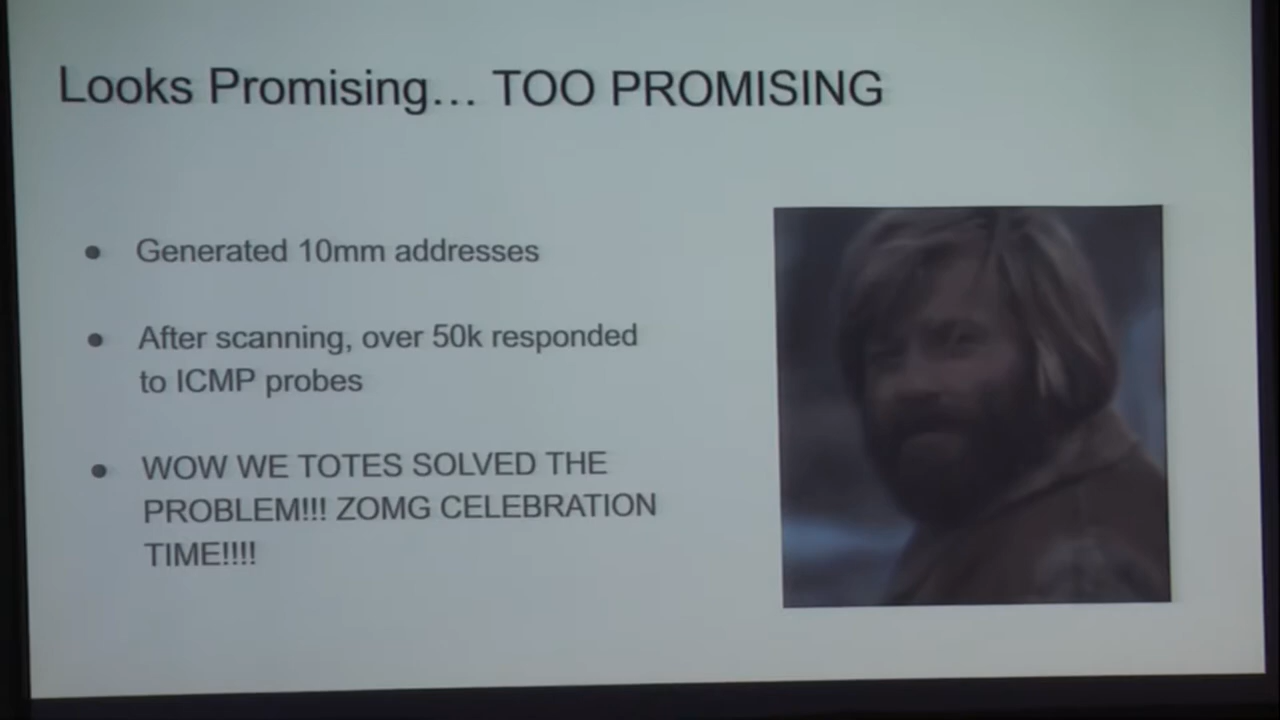 Looks Promising… TOO PROMISING
Generated 10mm addresses
After scanning, over 50k responded
to ICMP probes
WOW WE TOTES SOLVED THE
PROBLEM!!! ZOMG CELEBRATION
TIME!!!!